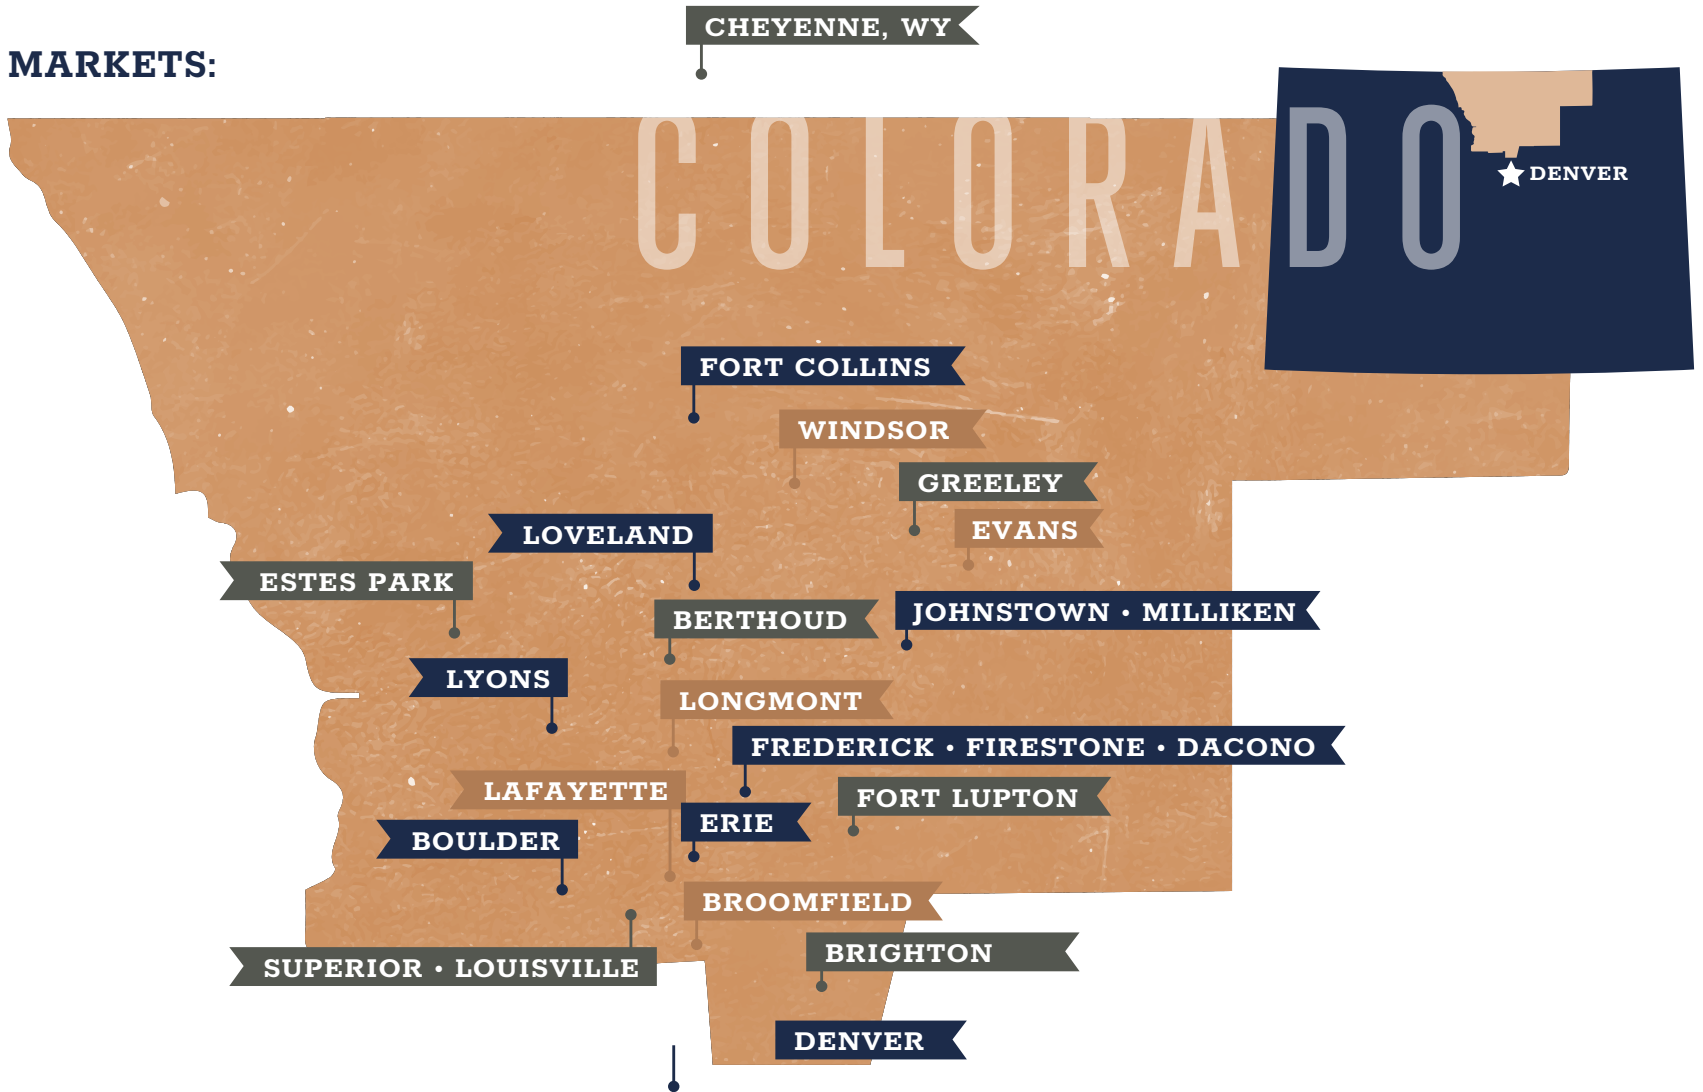 CHEYENNE, WY
MARKETS:
COLORADO
DENVER
FORT COLLINS
WINDSOR
GREELEY
EVANS
LOVELAND
ESTES PARK
BERTHOUD
JOHNSTOWN • MILLIKEN
LYONS
LONGMONT
FREDERICK • FIRESTONE • DACONO
LAFAYETTE
FORT LUPTON
ERIE
BOULDER
BROOMFIELD
BRIGHTON
SUPERIOR • LOUISVILLE
DENVER